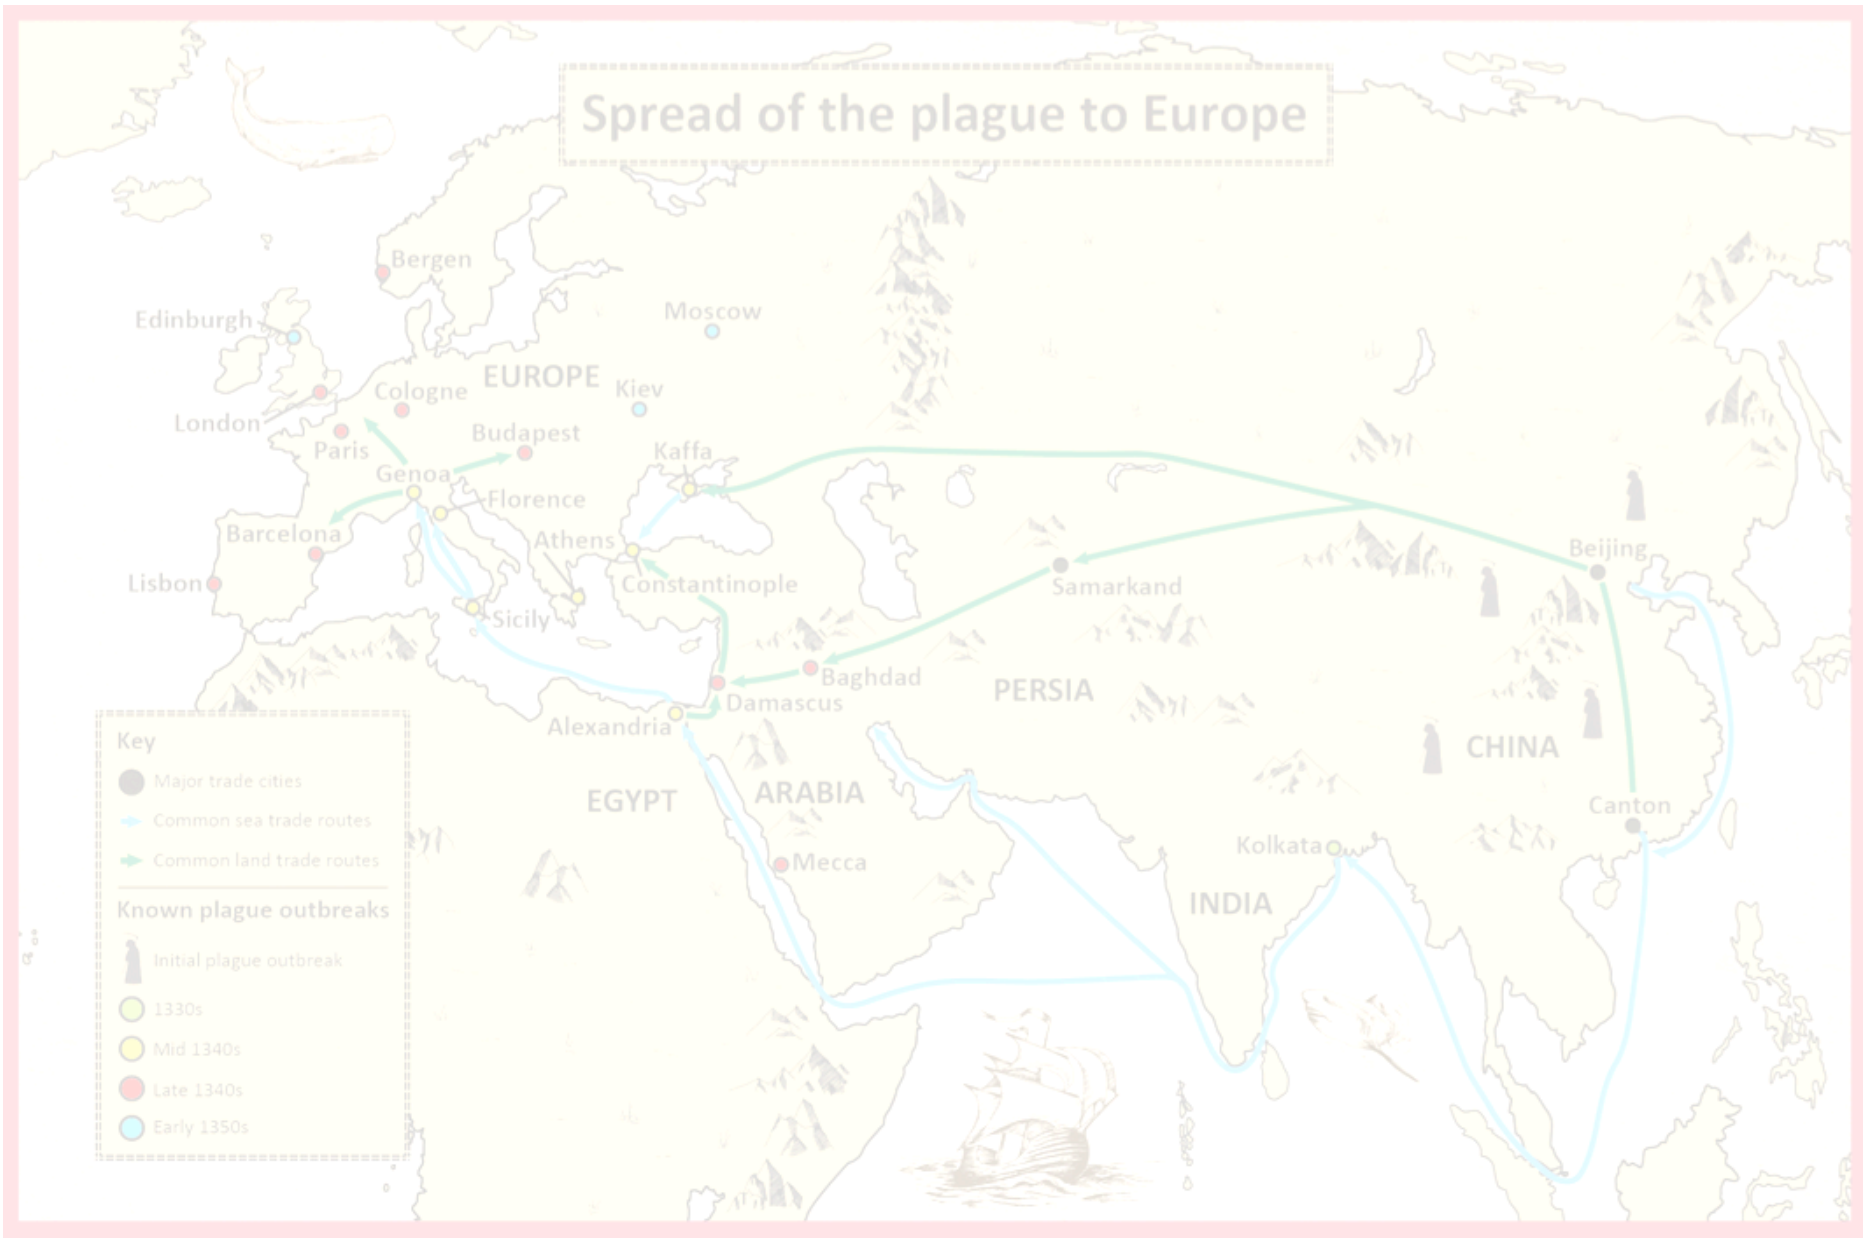 Spread of the plague to Europe
Bergen
Edinburgh
Moscow
EUROPE
Cologne
Kiev
London
Paris
Budapest
Kaffa
Genoa
Florence
Barcelona
Athens
Beijing
Lisbon
Constantinople
Samarkand
Sicily
Baghdad
PERSIA
Damascus
Alexandria
CHINA
EGYPT
ARABIA
Canton
Kolkata
Mecca
INDIA
Key
Major trade cities
Common sea trade routes
Common land trade routes
Known plague outbreaks
Initial plague outbreak
1330s
Mid 1340s
Late 1340s
Early 1350s